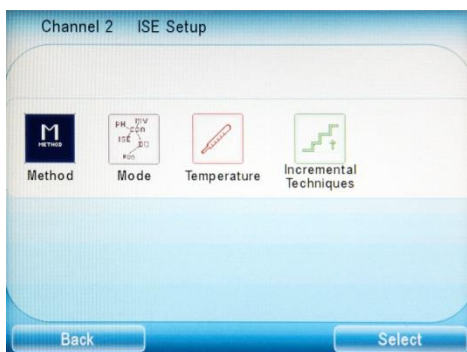 Channel 2 ISE Setup
M
METHOD
PH mV
con
ISE DO
Method
Mode
Temperature
Incremental
Techniques
Back
Select